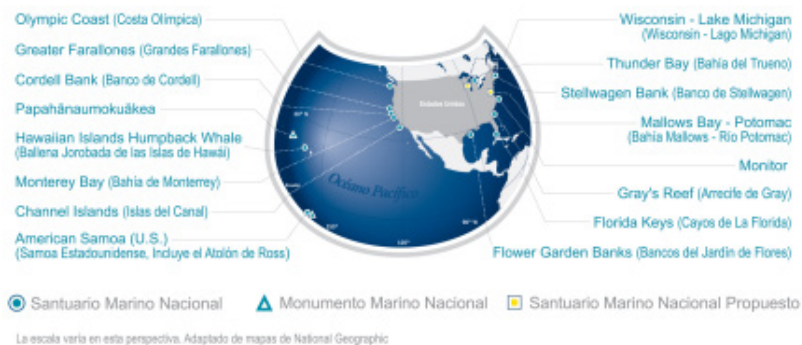 Olympic Coast (Costa Olímpica)
Greater Farallones (Grandes Farallones)
Cordell Bank (Banco de Cordell)
Papahānaumokuākea
Hawaiian Islands Humpback Whale
(Ballena Jorobada de las Islas de Hawái)
Monterey Bay (Bahía de Monterrey)
Channel Islands (Islas del Canal)
American Samoa (U.S.)
(Samoa Estadounidense, Incluye el Atolón de Ross)
Estados Unidos
Océano Pacífico
Wisconsin - Lake Michigan
(Wisconsin - Lago Michigan)
Thunder Bay (Bahía del Trueno)
Stellwagen Bank (Banco de Stellwagen)
Mallows Bay - Potomac
(Bahía Mallows - Río Potomac)
Monitor
Gray's Reef (Arrecife de Gray)
Florida Keys (Cayos de La Florida)
Flower Garden Banks (Bancos del Jardín de Flores)
Santuario Marino Nacional
Monumento Marino Nacional
Santuario Marino Nacional Propuesto
La escala varía en esta perspectiva. Adaptado de mapas de National Geographic